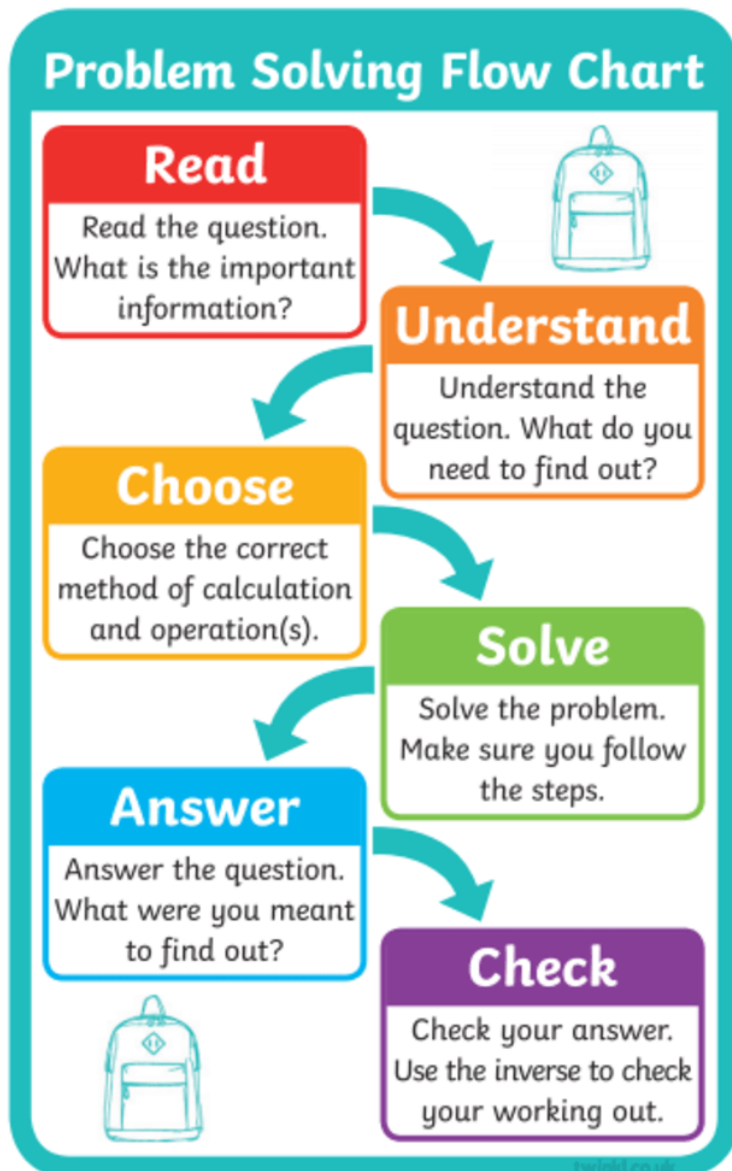 Problem Solving Flow Chart
Read
Read the question.
What is the important
information?
Understand
Understand the
question. What do you
need to find out?
Choose
Choose the correct
method of calculation
and operation(s).
Solve
Solve the problem.
Make sure you follow
the steps.
Answer
Answer the question.
What were you meant
to find out?
Check
Check your answer.
Use the inverse to check
your working out.
twinkl.co.uk